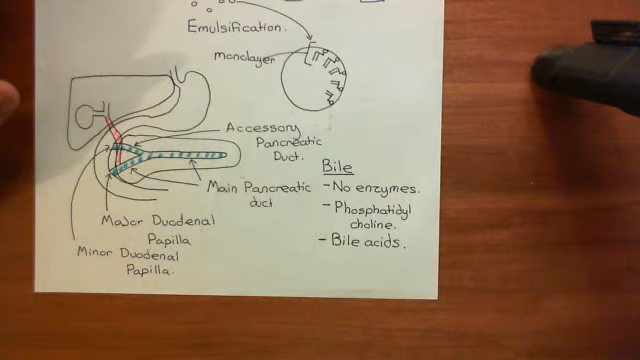 Emulsification.
monolayer
Accessory
Pancreatic
Duct.
Main Pancreatic
duct
Major Duodenal
Papilla
Minor Duodenal
Papilla.
Bile
- No enzymes.
- Phosphatidyl
choline.
- Bile acids.